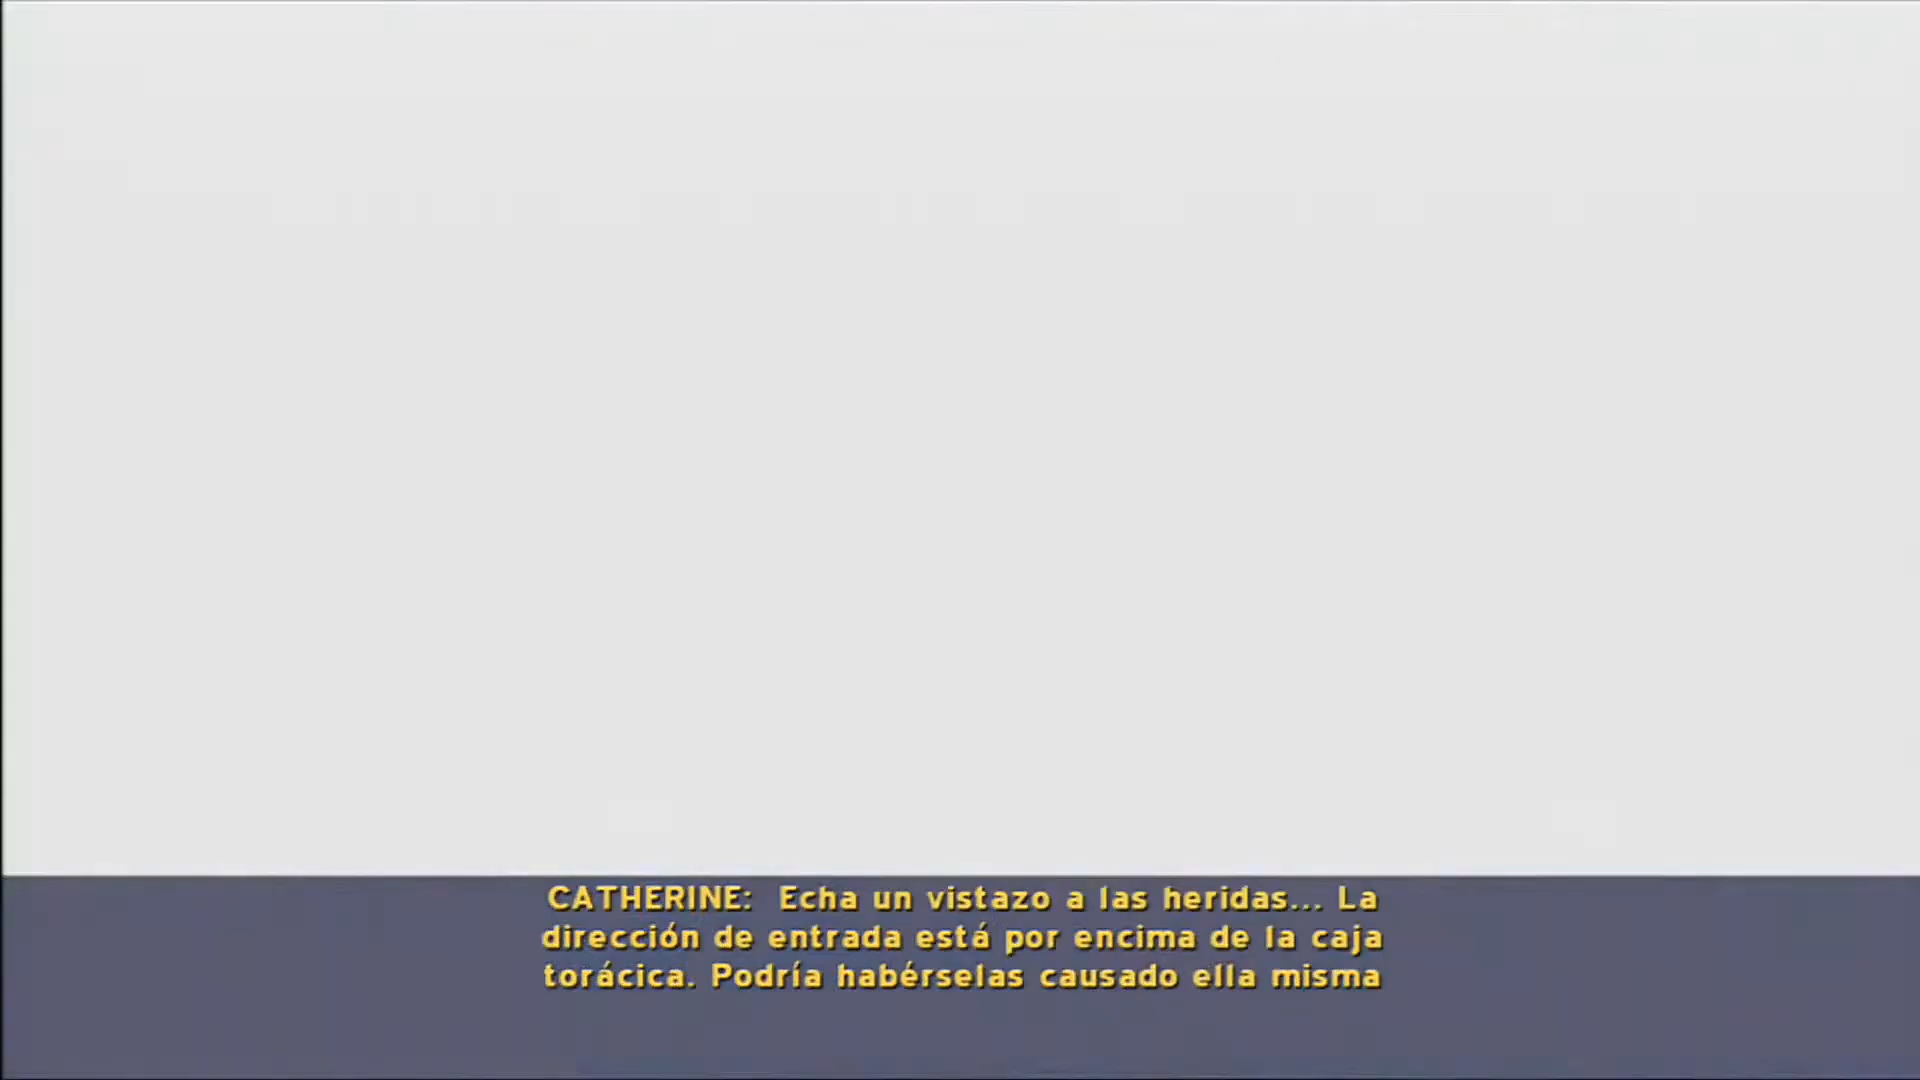 CATHERINE: Echa un vistazo a las heridas... La
dirección de entrada está por encima de la caja
torácica. Podría habérselas causado ella misma